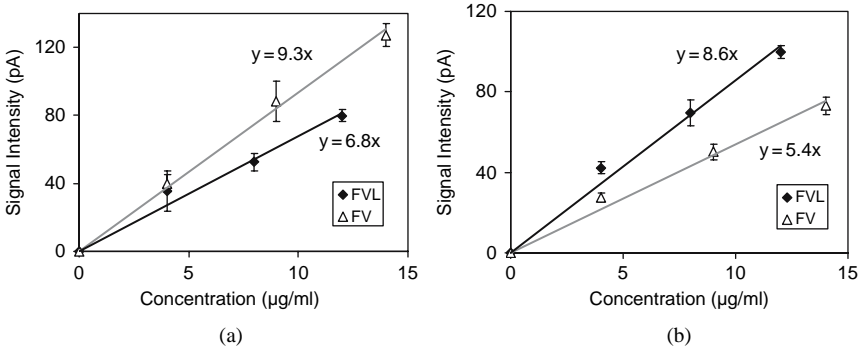 Signal Intensity (pA)
120
80
40
0
0
5
10
15
y = 9.3x
y = 6.8x
FVL
FV
Concentration (µg/ml)
(a)
Signal Intensity (pA)
120
80
40
0
0
5
10
15
y = 8.6x
y = 5.4x
FVL
FV
Concentration (µg/ml)
(b)